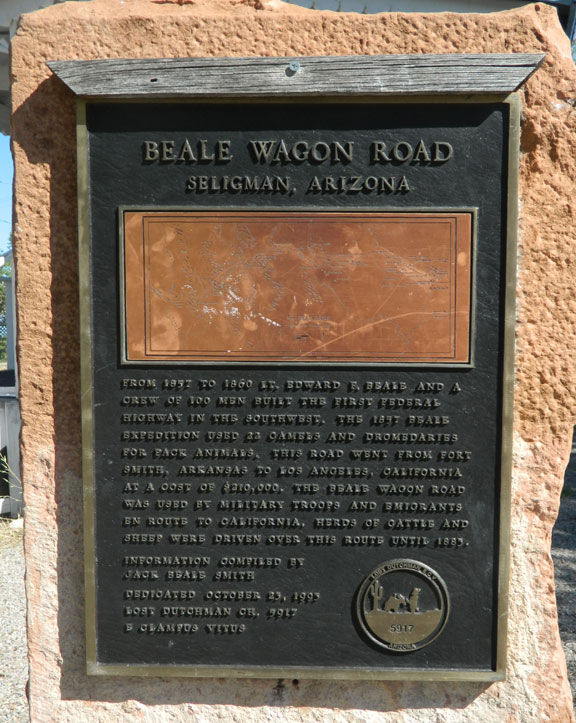 BEALE WAGON ROAD
SELIGMAN, ARIZONA
FROM 1857 TO 1860 LT. EDWARD F. BEALE AND A
CREW OF 100 MEN BUILT THE FIRST FEDERAL
HIGHWAY IN THE SOUTHWEST. THE 1857 BEALE
EXPEDITION USED 22 CAMELS AND DROMEDARIES
FOR PACK ANIMALS. THIS ROAD WENT FROM FORT
SMITH, ARKANSAS TO LOS ANGELES, CALIFORNIA
AT A COST OF $210,000. THE BEALE WAGON ROAD
WAS USED BY MILITARY TROOPS AND EMIGRANTS
EN ROUTE TO CALIFORNIA. HERDS OF CATTLE AND
SHEEP WERE DRIVEN OVER THIS ROUTE UNTIL 1883.
INFORMATION COMPILED BY
JACK BEALE SMITH
DEDICATED OCTOBER 23, 1993
LOST DUTCHMAN CH. 5917
E CLAMPUS VITUS
LOST DUTCHMAN E.C.V.
5917
ARIZONA